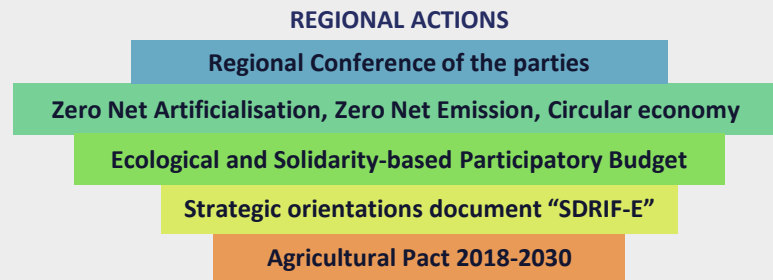 REGIONAL ACTIONS
Regional Conference of the parties
Zero Net Artificialisation, Zero Net Emission, Circular economy
Ecological and Solidarity-based Participatory Budget
Strategic orientations document “SDRIF-E”
Agricultural Pact 2018-2030